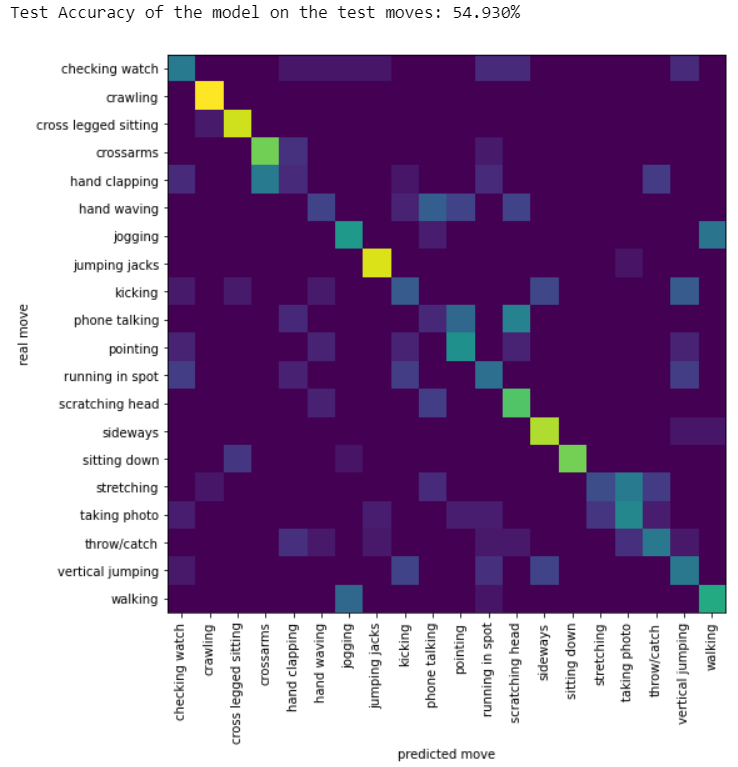 Test Accuracy of the model on the test moves: 54.930%
checking watch
crawling
cross legged sitting
crossarms
hand clapping
hand waving
jogging
jumping jacks
kicking
phone talking
pointing
running in spot
scratching head
sideways
sitting down
stretching
taking photo
throw/catch
vertical jumping
walking
real move
checking watch
crawling
cross legged sitting
crossarms
hand clapping
hand waving
jogging
jumping jacks
kicking
phone talking
pointing
running in spot
scratching head
sideways
sitting down
stretching
taking photo
throw/catch
vertical jumping
walking
predicted move